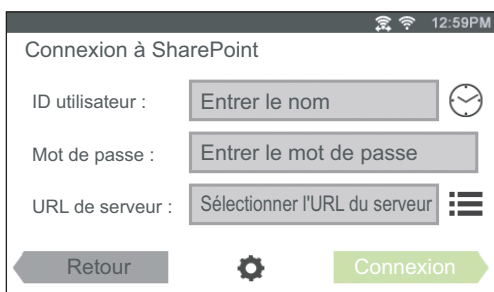 12:59PM
Connexion à SharePoint
ID utilisateur : Entrer le nom
Mot de passe : Entrer le mot de passe
URL de serveur : Sélectionner l'URL du serveur
Retour Connexion